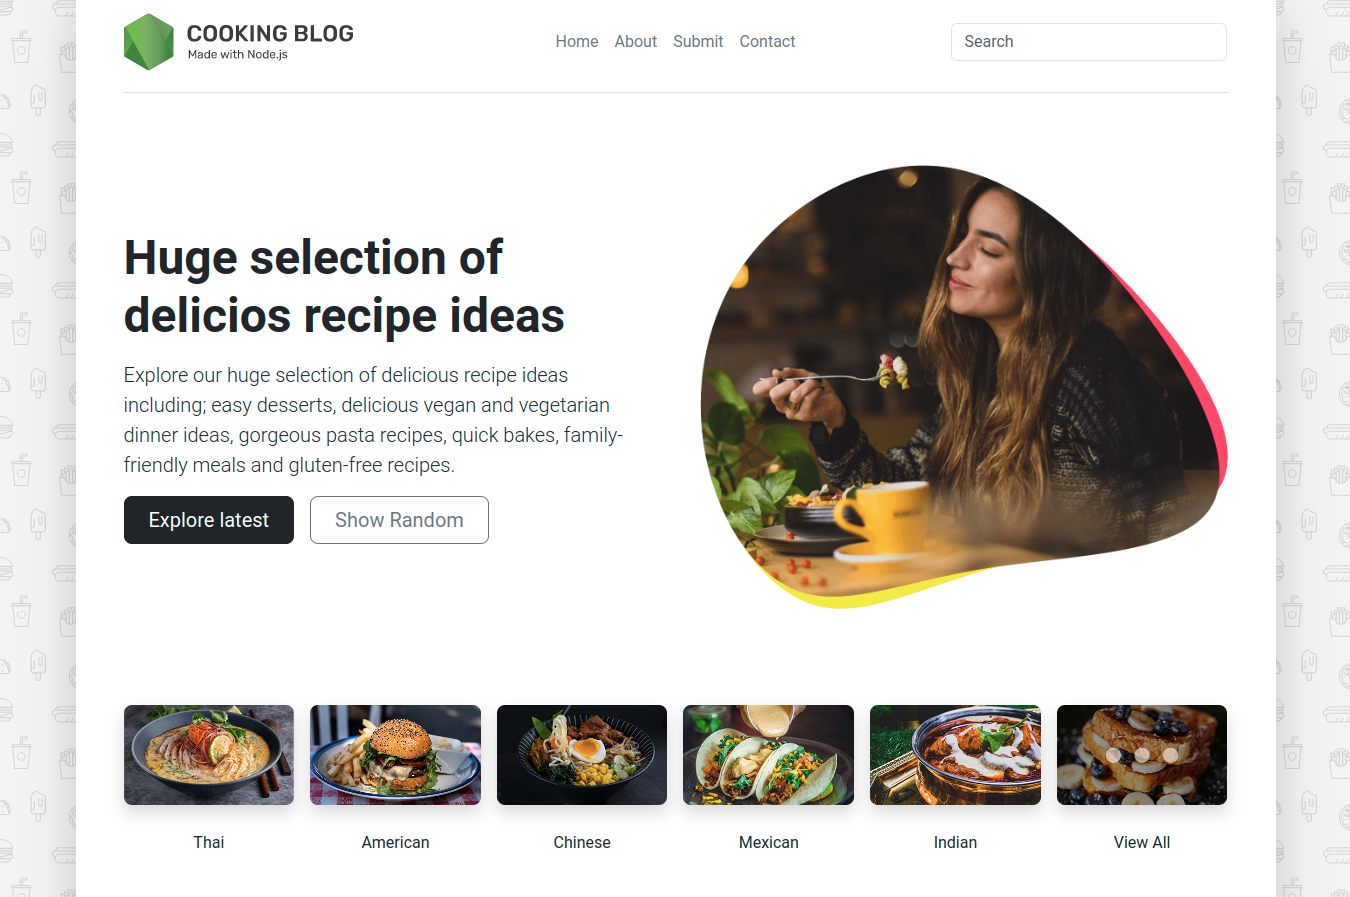 COOKING BLOG
Made with Node.js
Home About Submit Contact
Search
Huge selection of
delicios recipe ideas
Explore our huge selection of delicious recipe ideas
including; easy desserts, delicious vegan and vegetarian
dinner ideas, gorgeous pasta recipes, quick bakes, family-
friendly meals and gluten-free recipes.
Explore latest
Show Random
Thai
American
Chinese
Mexican
Indian
View All